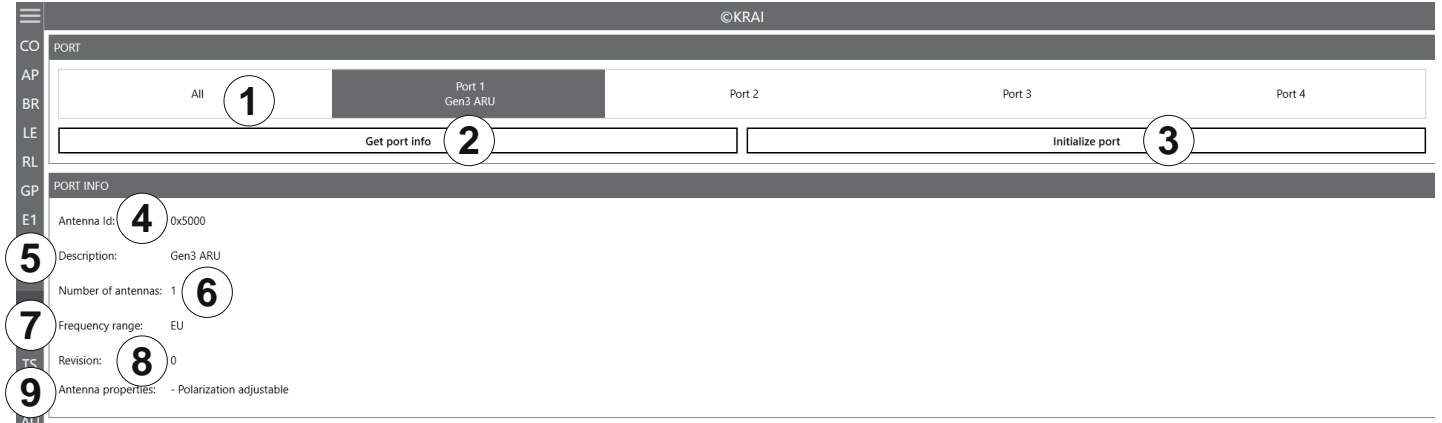 ©KRAI
CO
PORT
AP
BR
LE
RL
GP
E1
TS
AU
All
1
Port 1
Gen3 ARU
Port 2
Port 3
Port 4
Get port info
2
Initialize port
3
PORT INFO
Antenna Id:
4
0x5000
5
Description:
Gen3 ARU
Number of antennas:
1
6
7
Frequency range:
EU
Revision:
8
0
9
Antenna properties:
- Polarization adjustable